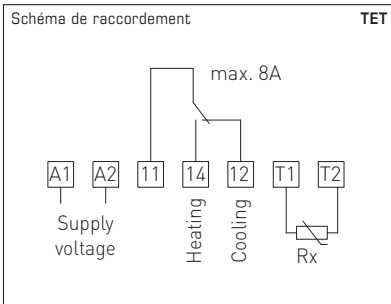 Schéma de raccordement TET
max. 8A
A1 A2 11 14 12 T1 T2
Supply
voltage
Heating
Cooling
Rx